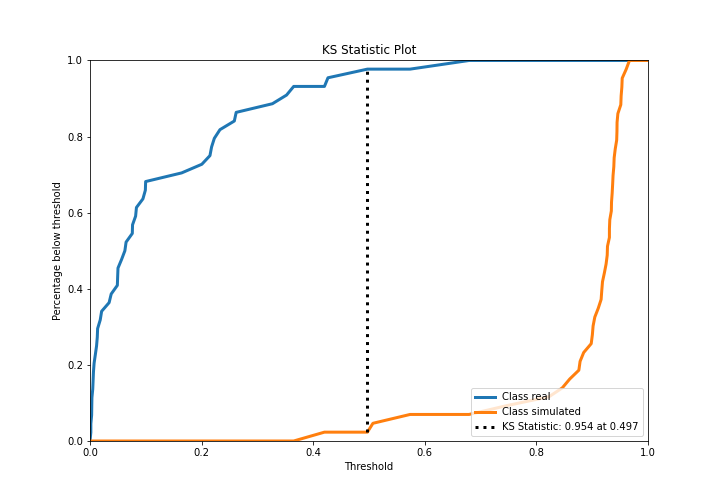 KS Statistic Plot
Percentage below threshold
1.0
0.8
0.6
0.4
0.2
0.0
0.0 0.2 0.4 0.6 0.8 1.0
Threshold
Class real
Class simulated
KS Statistic: 0.954 at 0.497